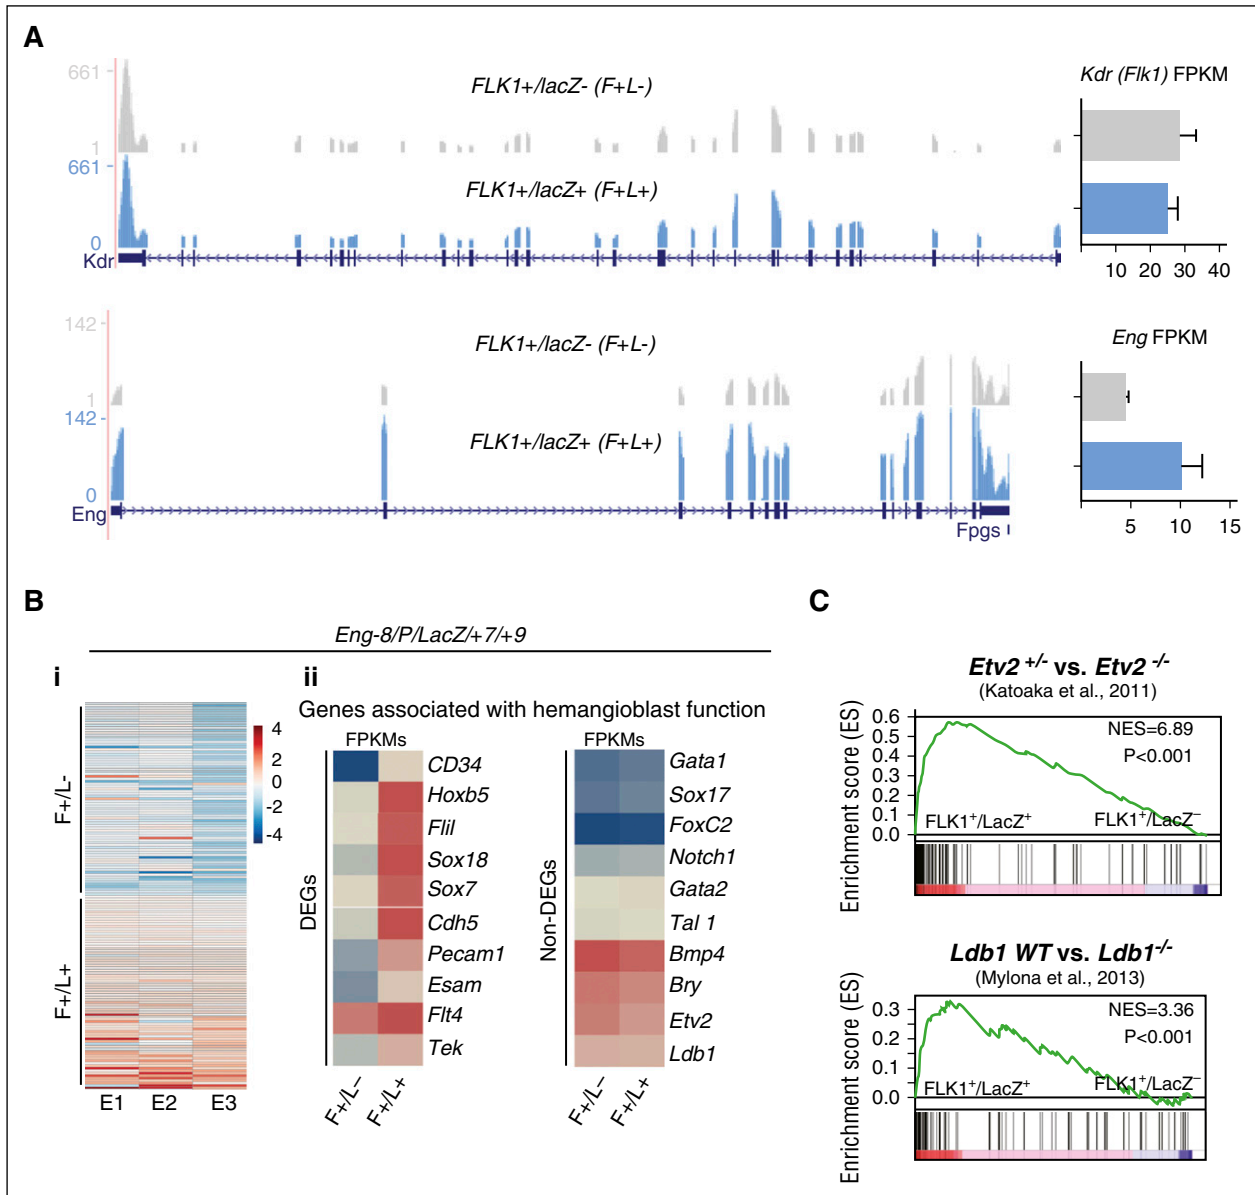 A
661
FLK1+/lacZ- (F+L-)
1
661
FLK1+/lacZ+ (F+L+)
0
Kdr
Kdr (Flk1) FPKM
10 20 30 40
142
FLK1+/lacZ- (F+L-)
1
142
FLK1+/lacZ+ (F+L+)
0
Eng
Fpgs
Eng FPKM
5 10 15
B
Eng-8/P/LacZ/+7/+9
i
F+/L-
F+/L+
4
2
0
-2
-4
E1 E2 E3
ii
Genes associated with hemangioblast function
FPKMs
DEGs
CD34
Hoxb5
Flil
Sox18
Sox7
Cdh5
Pecam1
Esam
Flt4
Tek
F+/L−
F+/L+
FPKMs
Non-DEGs
Gata1
Sox17
FoxC2
Notch1
Gata2
Tal 1
Bmp4
Bry
Etv2
Ldb1
F+/L−
F+/L+
C
Etv2 +/- vs. Etv2 -/-
(Katoaka et al., 2011)
Enrichment score (ES)
0.6
0.5
0.4
0.3
0.2
0.1
0.0
NES=6.89
P<0.001
FLK1+/LacZ+
FLK1+/LacZ−
Ldb1 WT vs. Ldb1-/-
(Mylona et al., 2013)
Enrichment score (ES)
0.3
0.2
0.1
0.0
NES=3.36
P<0.001
FLK1+/LacZ+
FLK1+/LacZ−